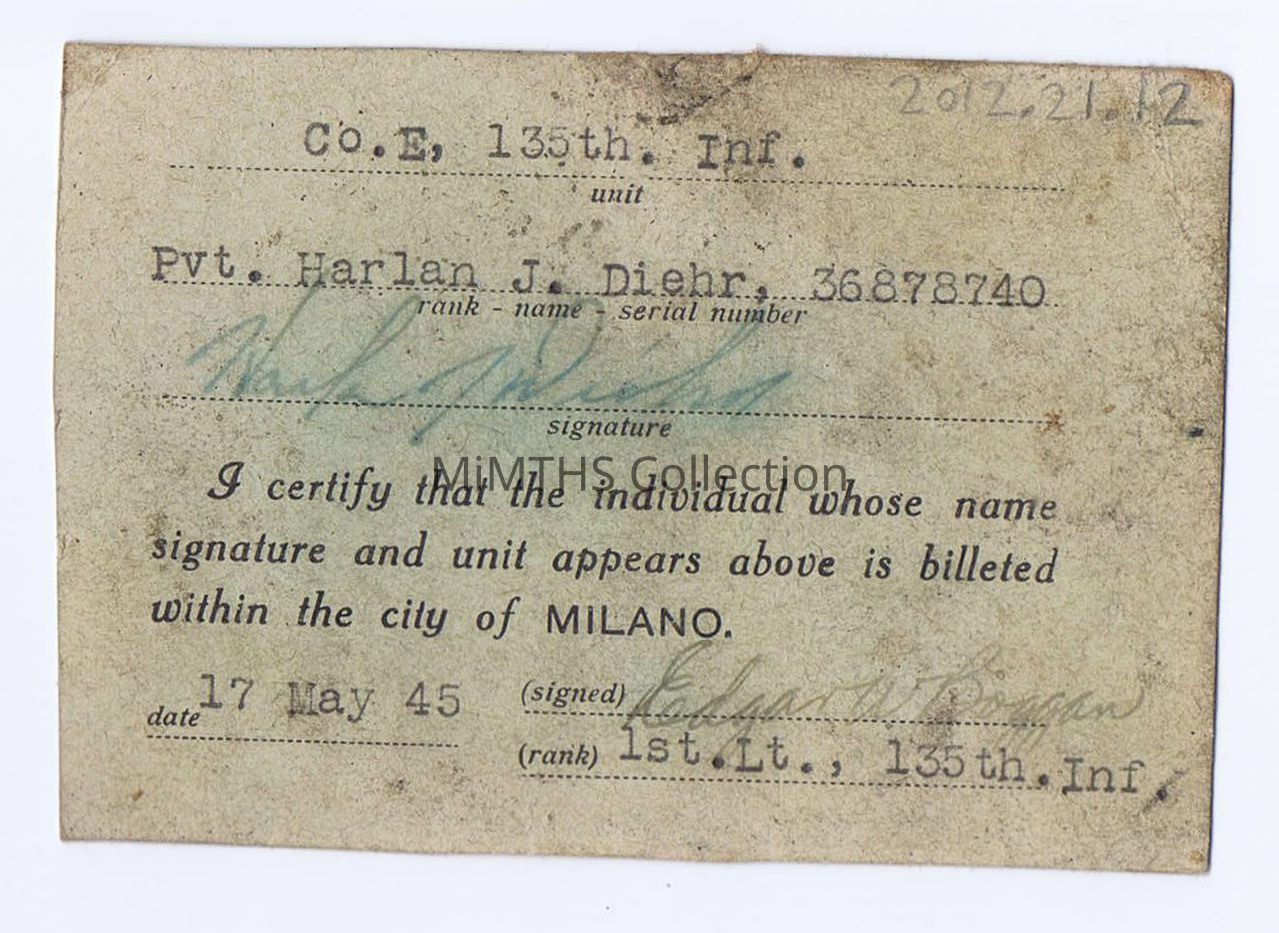 2012.21.12
Co.E, 135th. Inf.
unit
Pvt. Harlan J. Diehr, 36878740
rank - name - serial number
signature
MiMTHS Collection
I certify that the individual whose name
signature and unit appears above is billeted
within the city of MILANO.
date 17 May 45
(signed) Edgar W
(rank) 1st.Lt., 135th.Inf.